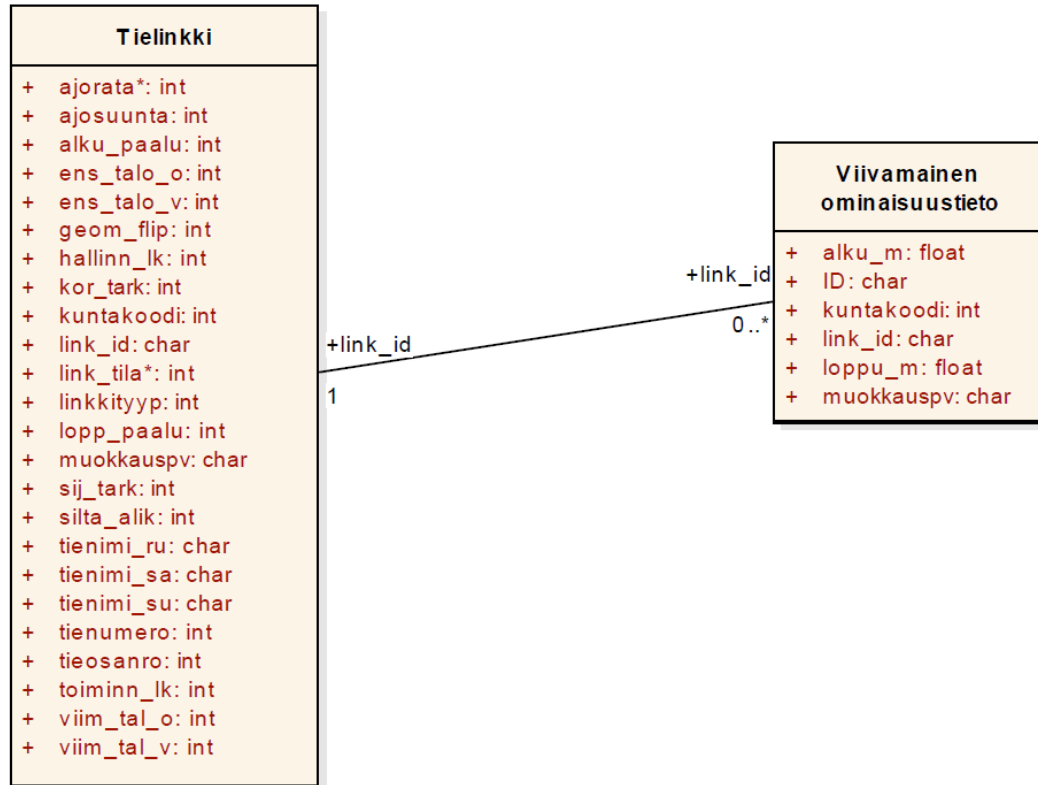 Tielinkki
+ ajorata*: int
+ ajosuunta: int
+ alku_paalu: int
+ ens_talo_o: int
+ ens_talo_v: int
+ geom_flip: int
+ hallinn_lk: int
+ kor_tark: int
+ kuntakoodi: int
+ link_id: char
+ link_tila*: int
+ linkkityyp: int
+ lopp_paalu: int
+ muokkauspv: char
+ sij_tark: int
+ silta_alik: int
+ tienimi_ru: char
+ tienimi_sa: char
+ tienimi_su: char
+ tienumero: int
+ tieosanro: int
+ toiminn_lk: int
+ viim_tal_o: int
+ viim_tal_v: int
+link_id
1
+link_id
0..*
Viivamainen
ominaisuustieto
+ alku_m: float
+ ID: char
+ kuntakoodi: int
+ link_id: char
+ loppu_m: float
+ muokkauspv: char